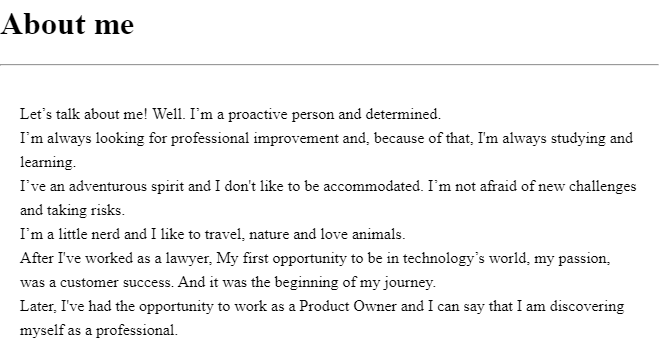 About me
Let’s talk about me! Well. I’m a proactive person and determined.
I’m always looking for professional improvement and, because of that, I'm always studying and
learning.
I’ve an adventurous spirit and I don't like to be accommodated. I’m not afraid of new challenges
and taking risks.
I’m a little nerd and I like to travel, nature and love animals.
After I've worked as a lawyer, My first opportunity to be in technology’s world, my passion,
was a customer success. And it was the beginning of my journey.
Later, I've had the opportunity to work as a Product Owner and I can say that I am discovering
myself as a professional.